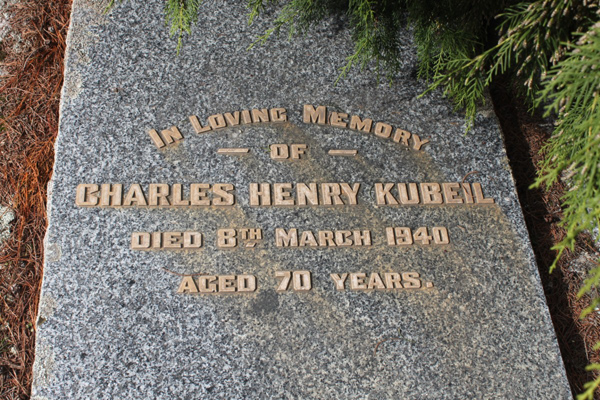 IN LOVING MEMORY
— OF —
CHARLES HENRY KUBEIL
DIED 8TH MARCH 1940
AGED 70 YEARS.